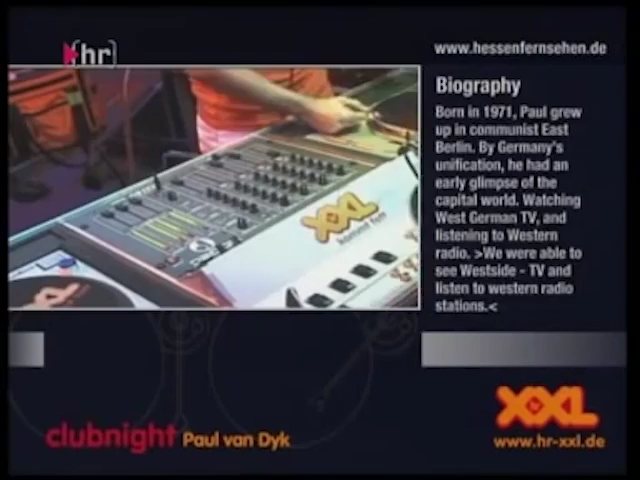 hr
www.hessenfernsehen.de
XXL
Biography
Born in 1971, Paul grew
up in communist East
Berlin. By Germany's
unification, he had an
early glimpse of the
capital world. Watching
West German TV, and
listening to Western
radio. >We were able to
see Westside - TV and
listen to western radio
stations.<
clubnight Paul van Dyk
hr
XXL
www.hr-xxl.de